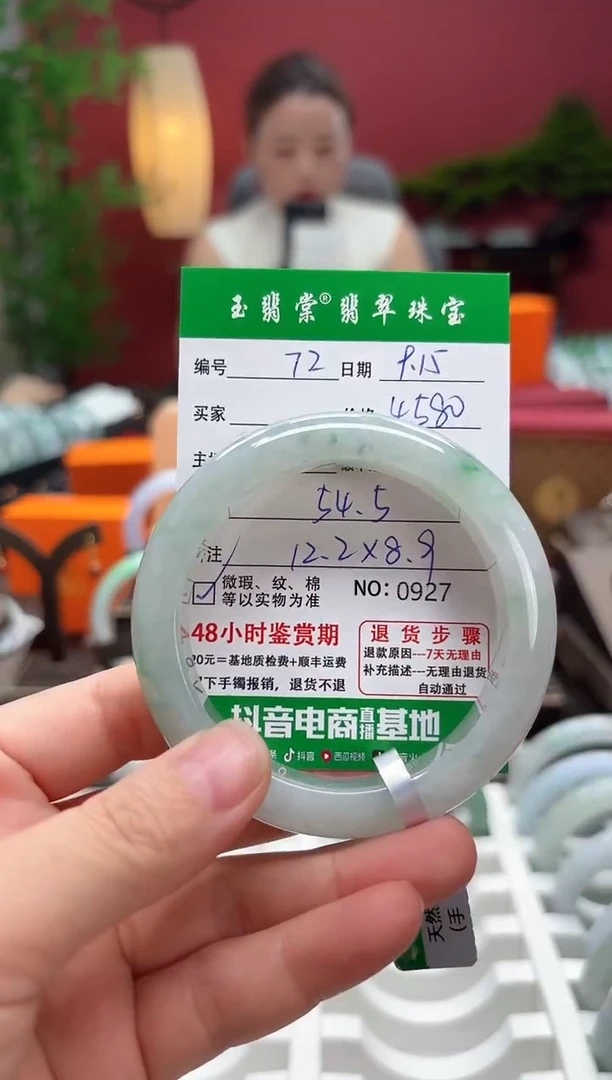 玉翡棠®翡翠珠宝
编号 72 日期 9.15
买家 4580
54.5
注 12.2×8.9
微瑕、纹、棉
等以实物为准
NO: 0927
48小时鉴赏期
20元=基地质检费+顺丰运费
下手镯报销，退货不退
退货步骤
退款原因---7天无理由
补充描述---无理由退货
自动通过
抖音电商直播基地
抖音 西瓜视频
天然
(手